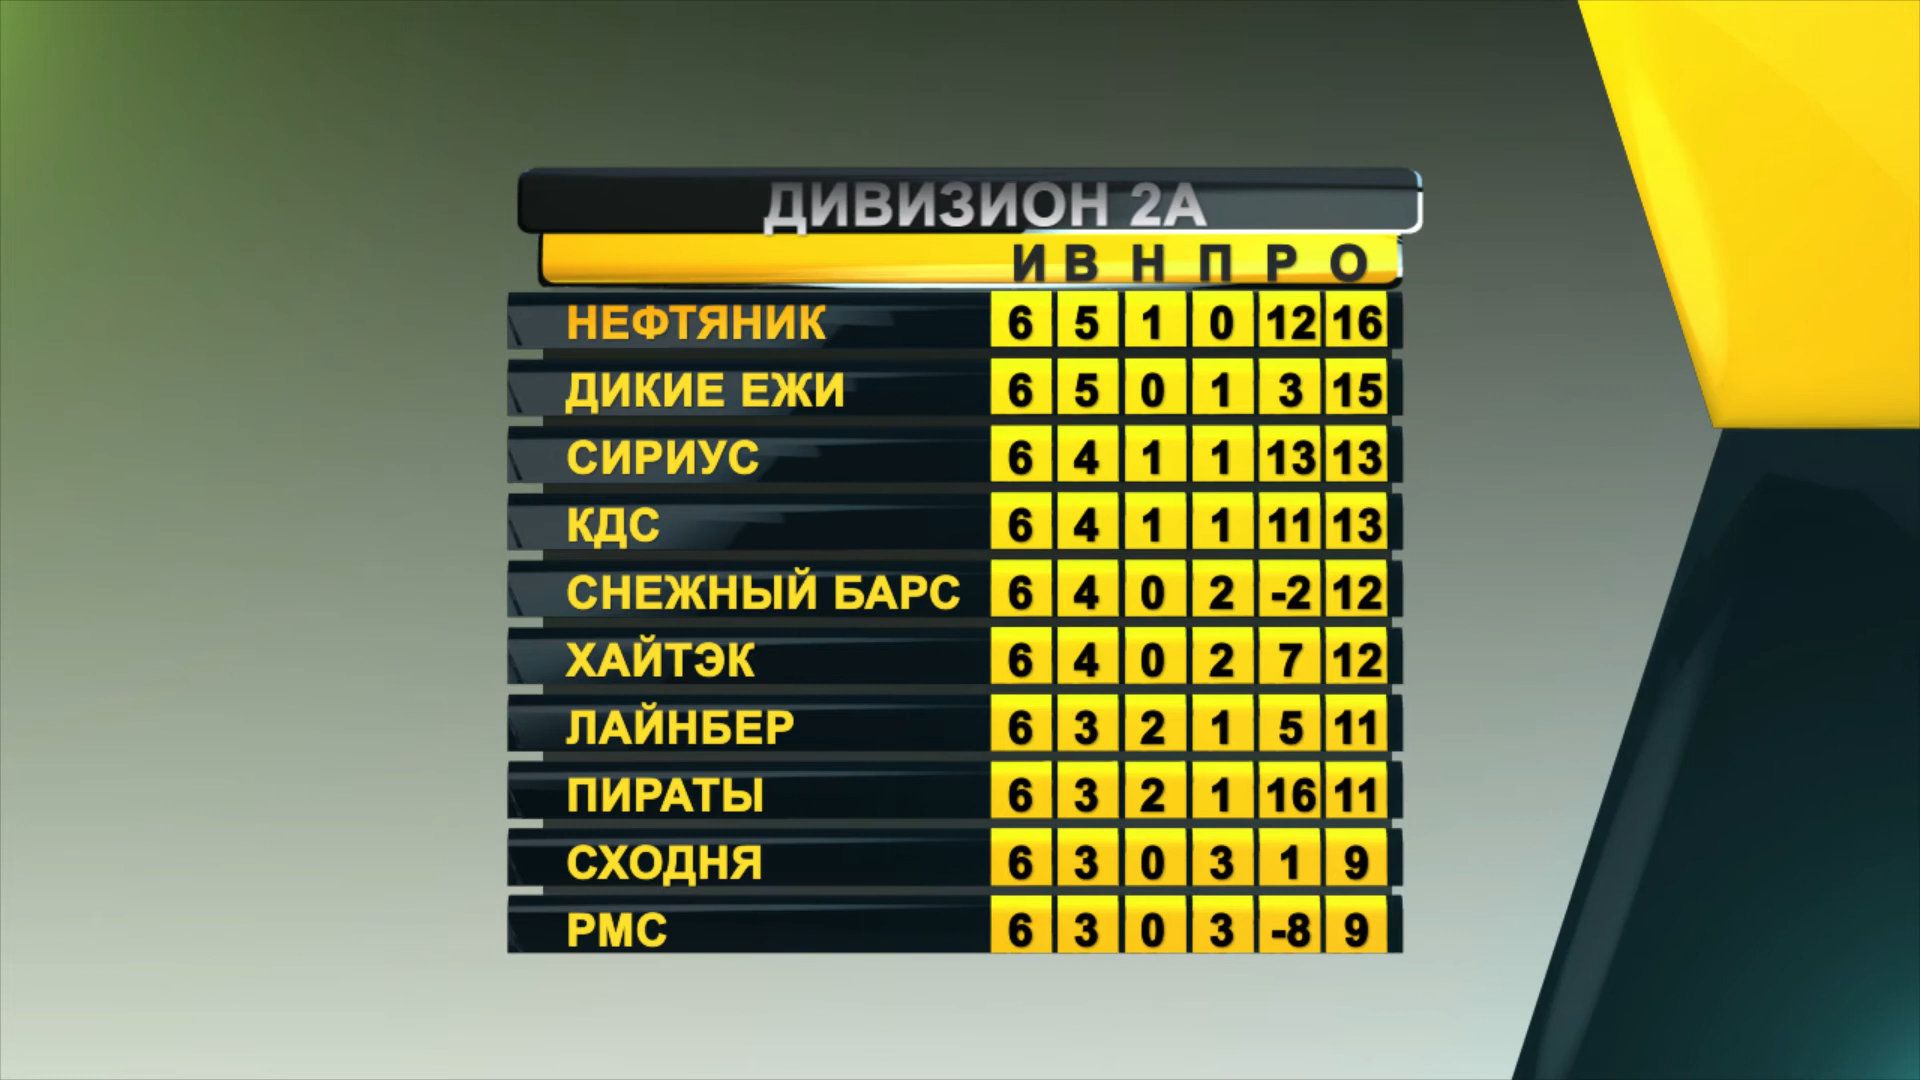 ДИВИЗИОН 2А
И В Н П Р О
НЕФТЯНИК 6 5 1 0 12 16
ДИКИЕ ЕЖИ 6 5 0 1 3 15
СИРИУС 6 4 1 1 13 13
КДС 6 4 1 1 11 13
СНЕЖНЫЙ БАРС 6 4 0 2 -2 12
ХАЙТЭК 6 4 0 2 7 12
ЛАЙНБЕР 6 3 2 1 5 11
ПИРАТЫ 6 3 2 1 16 11
СХОДНЯ 6 3 0 3 1 9
РМС 6 3 0 3 -8 9